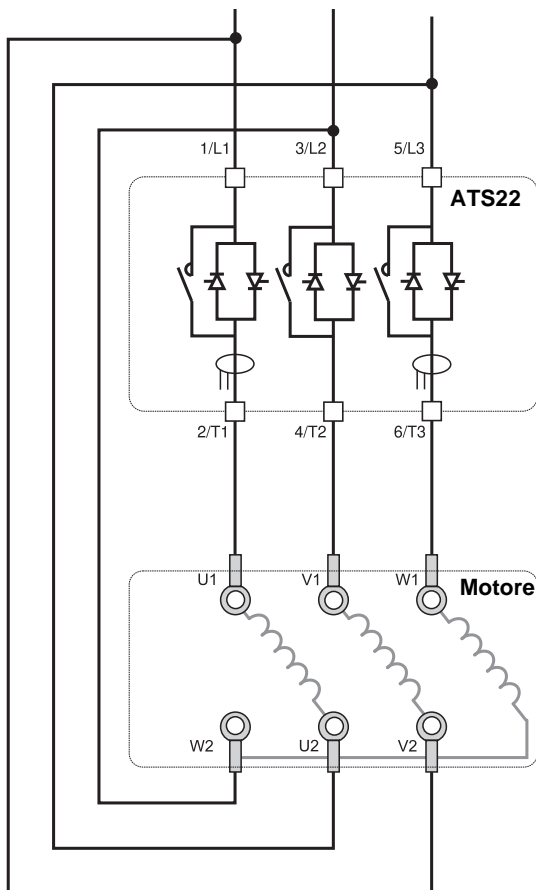 1/L1 3/L2 5/L3
ATS22
2/T1 4/T2 6/T3
U1 V1 W1
Motore
W2 U2 V2